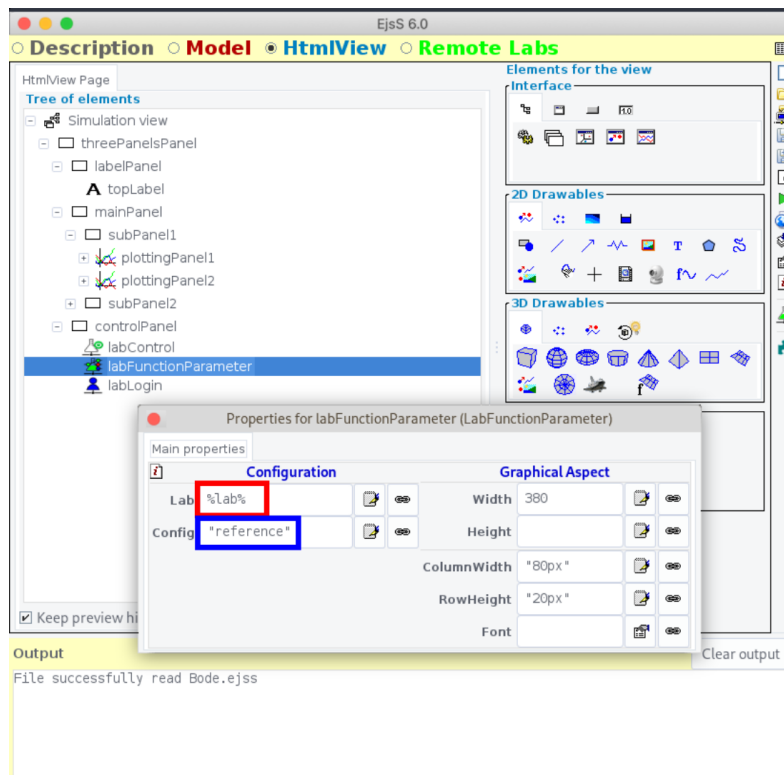 EjsS 6.0
Description Model HtmlView Remote Labs
HtmlView Page
Tree of elements
Simulation view
threePanelsPanel
labelPanel
A topLabel
mainPanel
subPanel1
plottingPanel1
plottingPanel2
subPanel2
controlPanel
labControl
labFunctionParameter
labLogin
Elements for the view
Interface
2D Drawables
3D Drawables
Properties for labFunctionParameter (LabFunctionParameter)
Main properties
Configuration
Graphical Aspect
Lab %lab%
Width 380
Config "reference"
Height
ColumnWidth "80px"
RowHeight "20px"
Font
Keep preview hi
Output
Clear output
File successfully read Bode.ejss